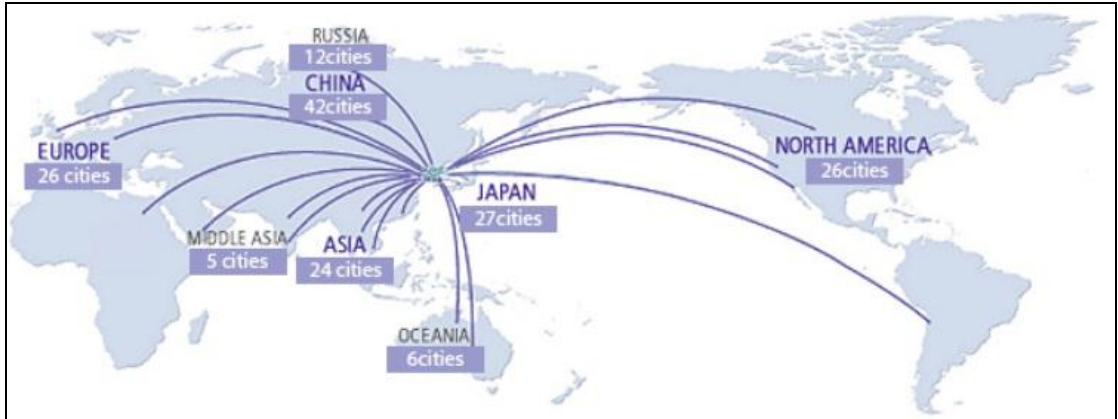 RUSSIA
12cities
CHINA
42cities
EUROPE
26 cities
NORTH AMERICA
26cities
JAPAN
27cities
MIDDLE ASIA
5 cities
ASIA
24 cities
OCEANIA
6cities